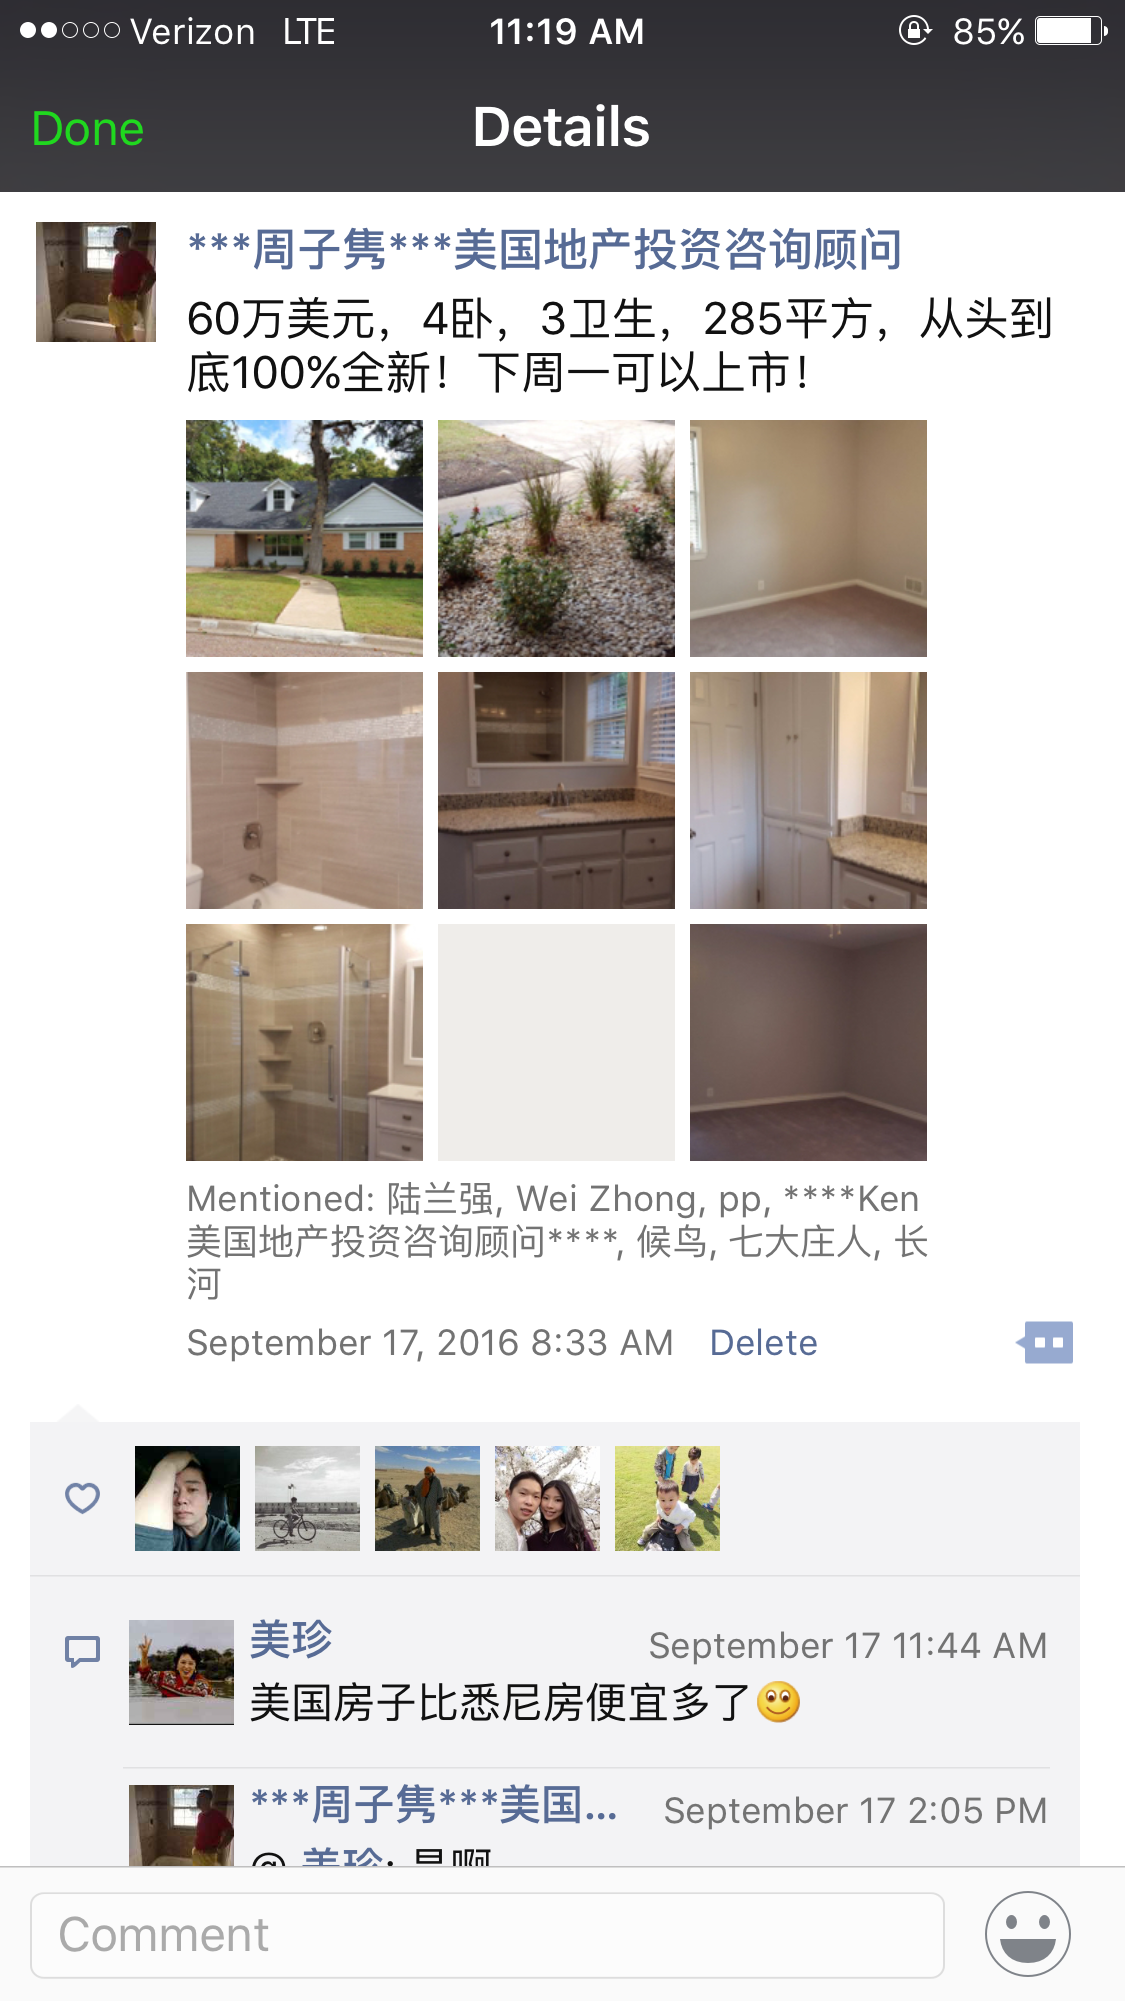 Verizon LTE 11:19 AM 85%
Done Details
***周子隽***美国地产投资咨询顾问
60万美元，4卧，3卫生，285平方，从头到
底100%全新！下周一可以上市！
Mentioned: 陆兰强, Wei Zhong, pp, ****Ken
美国地产投资咨询顾问****, 候鸟, 七大庄人, 长
河
September 17, 2016 8:33 AM Delete
美珍 September 17 11:44 AM
美国房子比悉尼房便宜多了
***周子隽***美国... September 17 2:05 PM
@ 美珍: 是啊
Comment